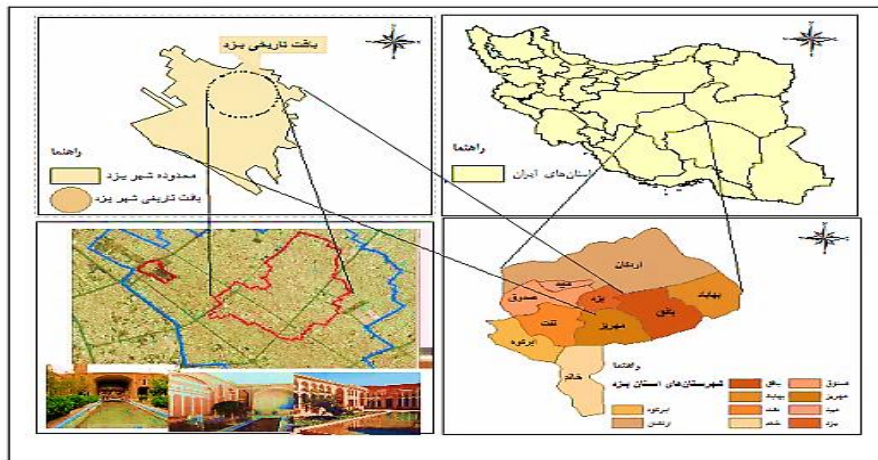 بافت تاریخی یزد
راهنما
محدوده شهر یزد
بافت تاریخی شهر یزد
راهنما
استان‌های ایران
اردکان
میبد
صدوق
یزد
بهاباد
بافق
تفت
مهریز
ابرکوه
خاتم
راهنما
شهرستان‌های استان یزد
ابرکوه
اردکان
بافق
بهاباد
تفت
خاتم
صدوق
مهریز
میبد
یزد